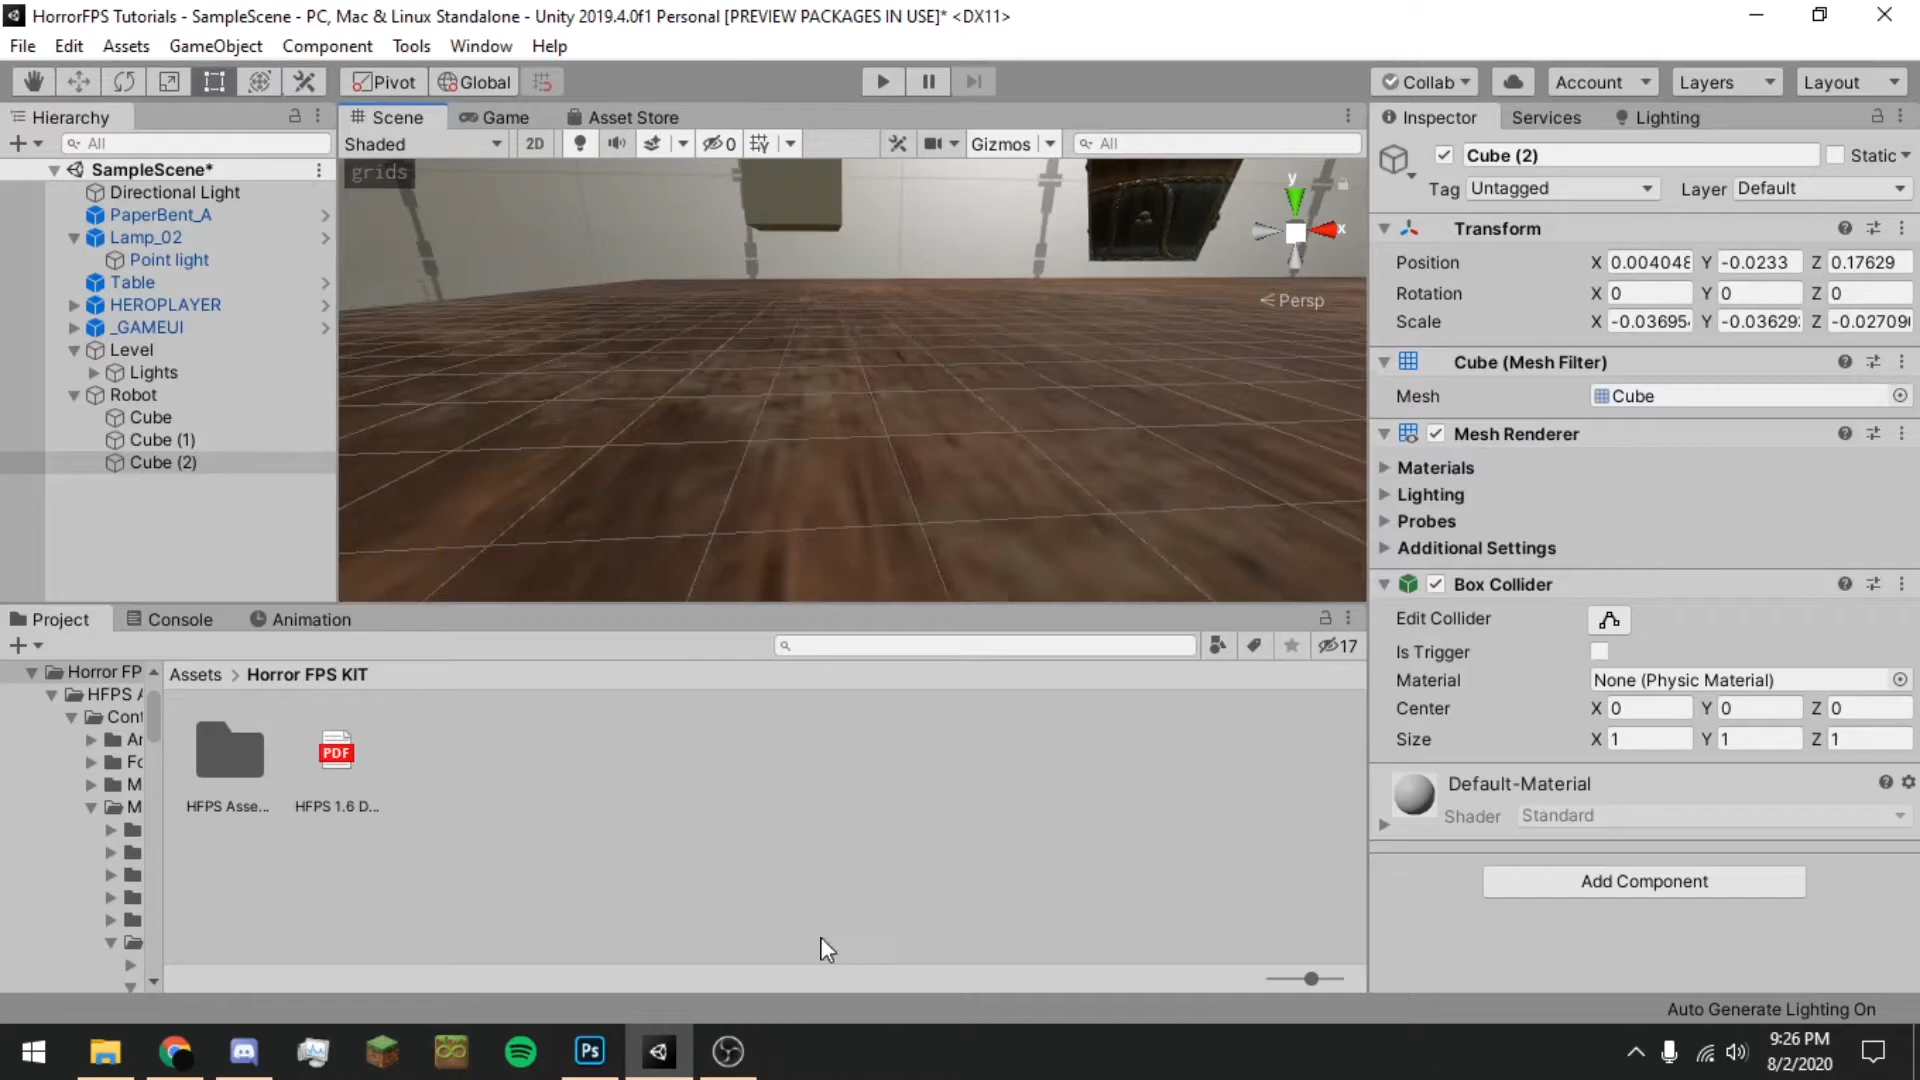 HorrorFPS Tutorials - SampleScene - PC, Mac & Linux Standalone - Unity 2019.4.0f1 Personal [PREVIEW PACKAGES IN USE]* <DX11>
File Edit Assets GameObject Component Tools Window Help
Pivot Global Collab Account Layers Layout
Hierarchy
All
SampleScene*
Directional Light
PaperBent_A
Lamp_02
Point light
Table
HEROPLAYER
_GAMEUI
Level
Lights
Robot
Cube
Cube (1)
Cube (2)
Scene Game Asset Store
Shaded 2D 0 Gizmos All
grids
y
x
Persp
Inspector Services Lighting
Cube (2) Static
Tag Untagged Layer Default
Transform
Position X 0.004048 Y -0.0233 Z 0.17629
Rotation X 0 Y 0 Z 0
Scale X -0.03695 Y -0.03629 Z -0.02709
Cube (Mesh Filter)
Mesh Cube
Mesh Renderer
Materials
Lighting
Probes
Additional Settings
Box Collider
Edit Collider
Is Trigger
Material None (Physic Material)
Center X 0 Y 0 Z 0
Size X 1 Y 1 Z 1
Default-Material
Shader Standard
Add Component
Project Console Animation
17
Horror FP
HFPS A
Cont
Ar
Fo
M
M
Assets > Horror FPS KIT
PDF
HFPS Asse... HFPS 1.6 D...
Auto Generate Lighting On
Ps
9:26 PM
8/2/2020